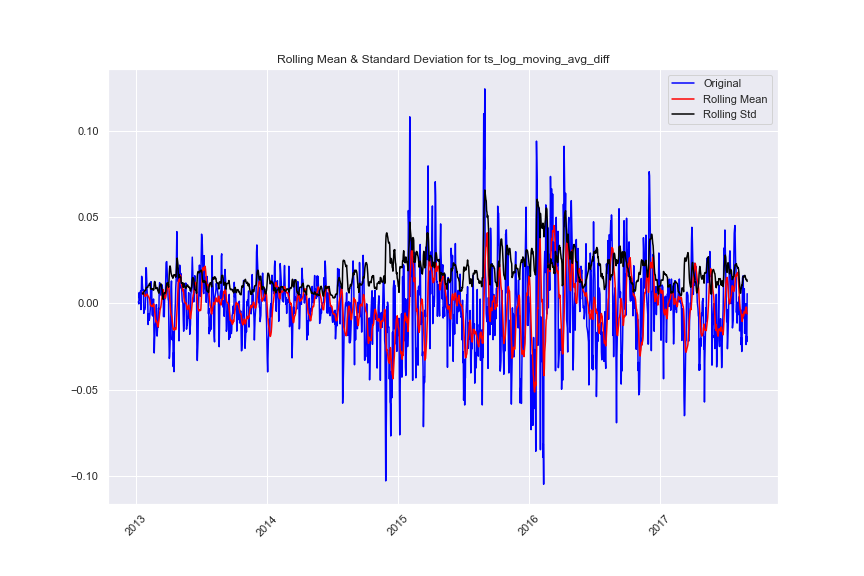 Rolling Mean & Standard Deviation for ts_log_moving_avg_diff
Original
Rolling Mean
Rolling Std
0.10
0.05
0.00
−0.05
−0.10
2013
2014
2015
2016
2017